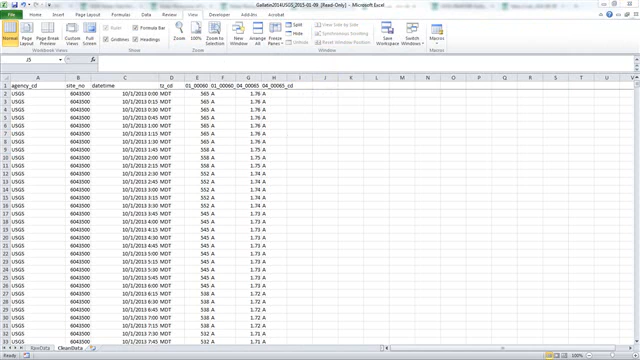 Gallatin2014USGS_2015-01-09 [Read-Only] - Microsoft Excel
File Home Insert Page Layout Formulas Data Review View Developer Add-Ins Acrobat
Normal Page Layout Page Break Preview Custom Views Full Screen
Ruler Formula Bar
Gridlines Headings
Zoom 100% Zoom to Selection
New Window Arrange All Freeze Panes
Split
Hide
Unhide
View Side by Side
Synchronous Scrolling
Reset Window Position
Save Workspace Switch Windows Macros
Workbook Views Show Zoom Window Macros
J5
A B C D E F G H I J K L M N O P Q R S T
1 agency_cd site_no datetime tz_cd 01_00060 01_00060_ 04_00065 04_00065_cd
2 USGS 6043500 10/1/2013 0:00 MDT 565 A 1.76 A
3 USGS 6043500 10/1/2013 0:15 MDT 565 A 1.76 A
4 USGS 6043500 10/1/2013 0:30 MDT 565 A 1.76 A
5 USGS 6043500 10/1/2013 0:45 MDT 565 A 1.76 A
6 USGS 6043500 10/1/2013 1:00 MDT 565 A 1.76 A
7 USGS 6043500 10/1/2013 1:15 MDT 565 A 1.76 A
8 USGS 6043500 10/1/2013 1:30 MDT 565 A 1.76 A
9 USGS 6043500 10/1/2013 1:45 MDT 558 A 1.75 A
10 USGS 6043500 10/1/2013 2:00 MDT 558 A 1.75 A
11 USGS 6043500 10/1/2013 2:15 MDT 558 A 1.75 A
12 USGS 6043500 10/1/2013 2:30 MDT 552 A 1.74 A
13 USGS 6043500 10/1/2013 2:45 MDT 552 A 1.74 A
14 USGS 6043500 10/1/2013 3:00 MDT 552 A 1.74 A
15 USGS 6043500 10/1/2013 3:15 MDT 552 A 1.74 A
16 USGS 6043500 10/1/2013 3:30 MDT 552 A 1.74 A
17 USGS 6043500 10/1/2013 3:45 MDT 545 A 1.73 A
18 USGS 6043500 10/1/2013 4:00 MDT 545 A 1.73 A
19 USGS 6043500 10/1/2013 4:15 MDT 545 A 1.73 A
20 USGS 6043500 10/1/2013 4:30 MDT 545 A 1.73 A
21 USGS 6043500 10/1/2013 4:45 MDT 545 A 1.73 A
22 USGS 6043500 10/1/2013 5:00 MDT 545 A 1.73 A
23 USGS 6043500 10/1/2013 5:15 MDT 545 A 1.73 A
24 USGS 6043500 10/1/2013 5:30 MDT 545 A 1.73 A
25 USGS 6043500 10/1/2013 5:45 MDT 545 A 1.73 A
26 USGS 6043500 10/1/2013 6:00 MDT 545 A 1.73 A
27 USGS 6043500 10/1/2013 6:15 MDT 538 A 1.72 A
28 USGS 6043500 10/1/2013 6:30 MDT 538 A 1.72 A
29 USGS 6043500 10/1/2013 6:45 MDT 538 A 1.72 A
30 USGS 6043500 10/1/2013 7:00 MDT 538 A 1.72 A
31 USGS 6043500 10/1/2013 7:15 MDT 538 A 1.72 A
32 USGS 6043500 10/1/2013 7:30 MDT 532 A 1.71 A
33 USGS 6043500 10/1/2013 7:45 MDT 532 A 1.71 A
RawData CleanData
Ready 100%